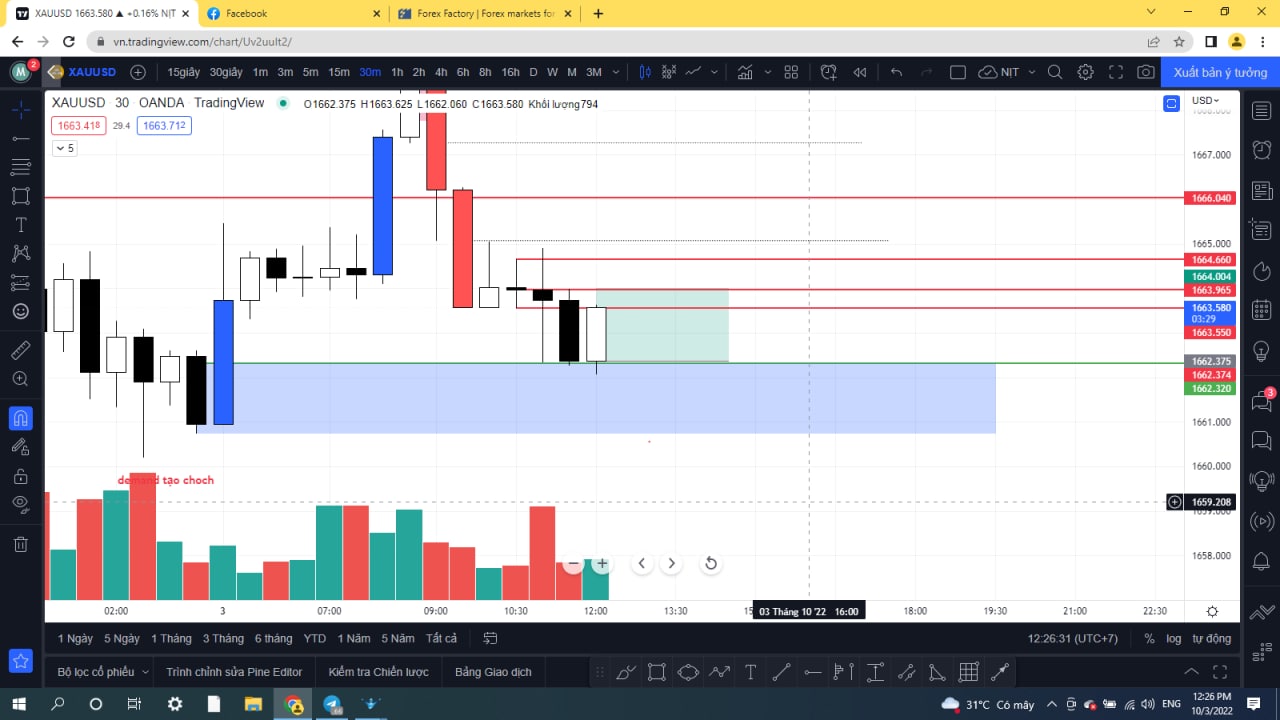 XAUUSD 1663.580 ▲ +0.16% NIT
Facebook
Forex Factory | Forex markets for
vn.tradingview.com/chart/Uv2uuIt2/
M 2
XAUUSD
15giây 30giây 1m 3m 5m 15m 30m 1h 2h 4h 6h 8h 16h D W M 3M
NIT
Xuất bản ý tưởng
XAUUSD 30 OANDA TradingView
O1662.375 H1663.625 L1662.060 C1663.580 Khối lượng794
USD
1663.418 29.4 1663.712
5
1667.000
1666.040
1665.000
1664.660
1664.004
1663.965
1663.580
03:29
1663.550
1662.375
1662.374
1662.320
1661.000
1660.000
demand tạo choch
1659.208
1659.000
1658.000
3
02:00 3 07:00 09:00 10:30 12:00 13:30 03 Tháng 10 '22 16:00 18:00 19:30 21:00 22:30
1 Ngày 5 Ngày 1 Tháng 3 Tháng 6 tháng YTD 1 Năm 5 Năm Tất cả
12:26:31 (UTC+7) % log tự động
Bộ lọc cổ phiếu Trình chỉnh sửa Pine Editor Kiểm tra Chiến lược Bảng Giao dịch
31°C Có mây
ENG
12:26 PM
10/3/2022